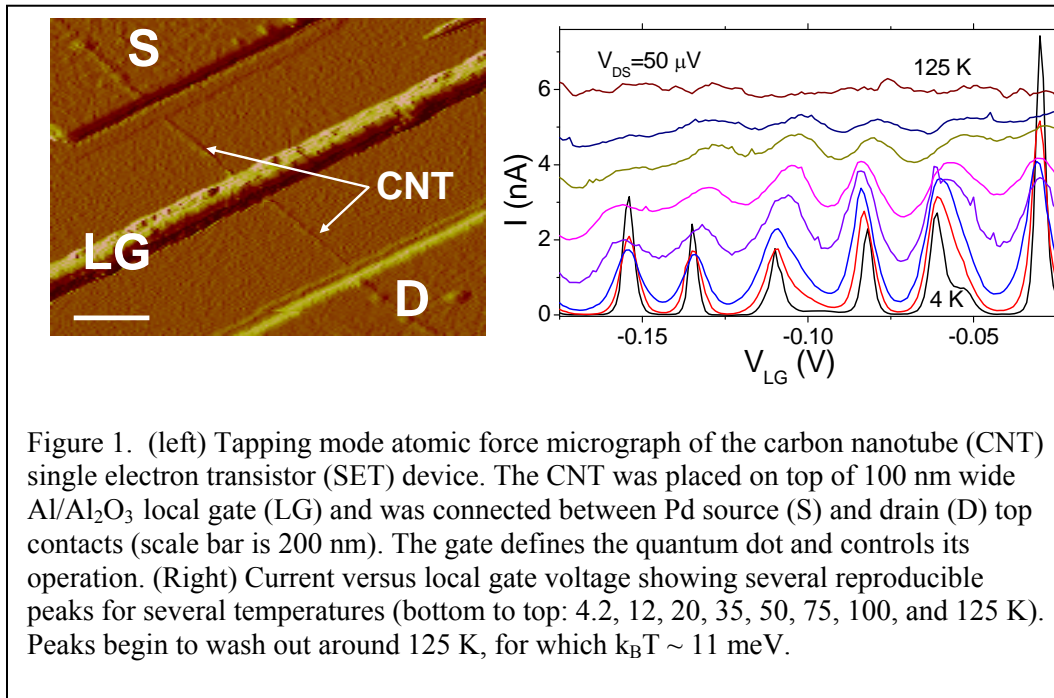 S
CNT
LG
D
V_DS=50 μV
125 K
6
4
2
0
I (nA)
4 K
-0.15
-0.10
-0.05
V_LG (V)
Figure 1. (left) Tapping mode atomic force micrograph of the carbon nanotube (CNT)
single electron transistor (SET) device. The CNT was placed on top of 100 nm wide
Al/Al₂O₃ local gate (LG) and was connected between Pd source (S) and drain (D) top
contacts (scale bar is 200 nm). The gate defines the quantum dot and controls its
operation. (Right) Current versus local gate voltage showing several reproducible
peaks for several temperatures (bottom to top: 4.2, 12, 20, 35, 50, 75, 100, and 125 K).
Peaks begin to wash out around 125 K, for which k_BT ~ 11 meV.